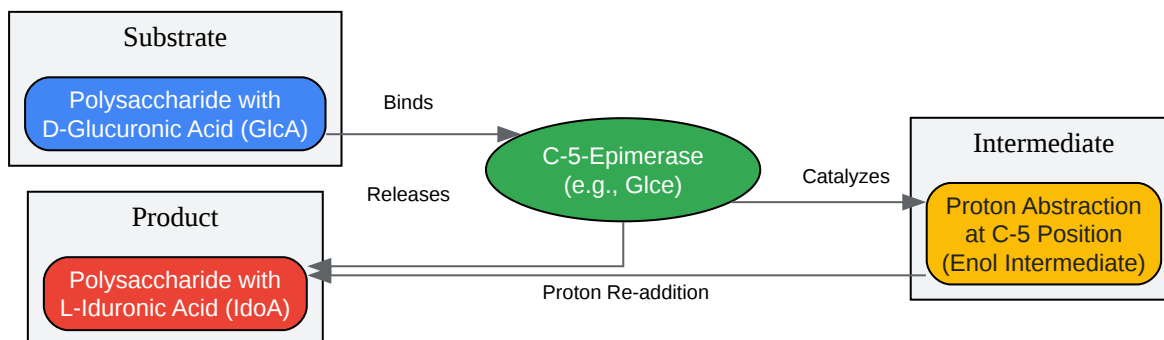 Substrate
Polysaccharide with
D-Glucuronic Acid (GlcA)
Binds
C-5-Epimerase
(e.g., Glce)
Catalyzes
Intermediate
Proton Abstraction
at C-5 Position
(Enol Intermediate)
Releases
Product
Polysaccharide with
L-Iduronic Acid (IdoA)
Proton Re-addition